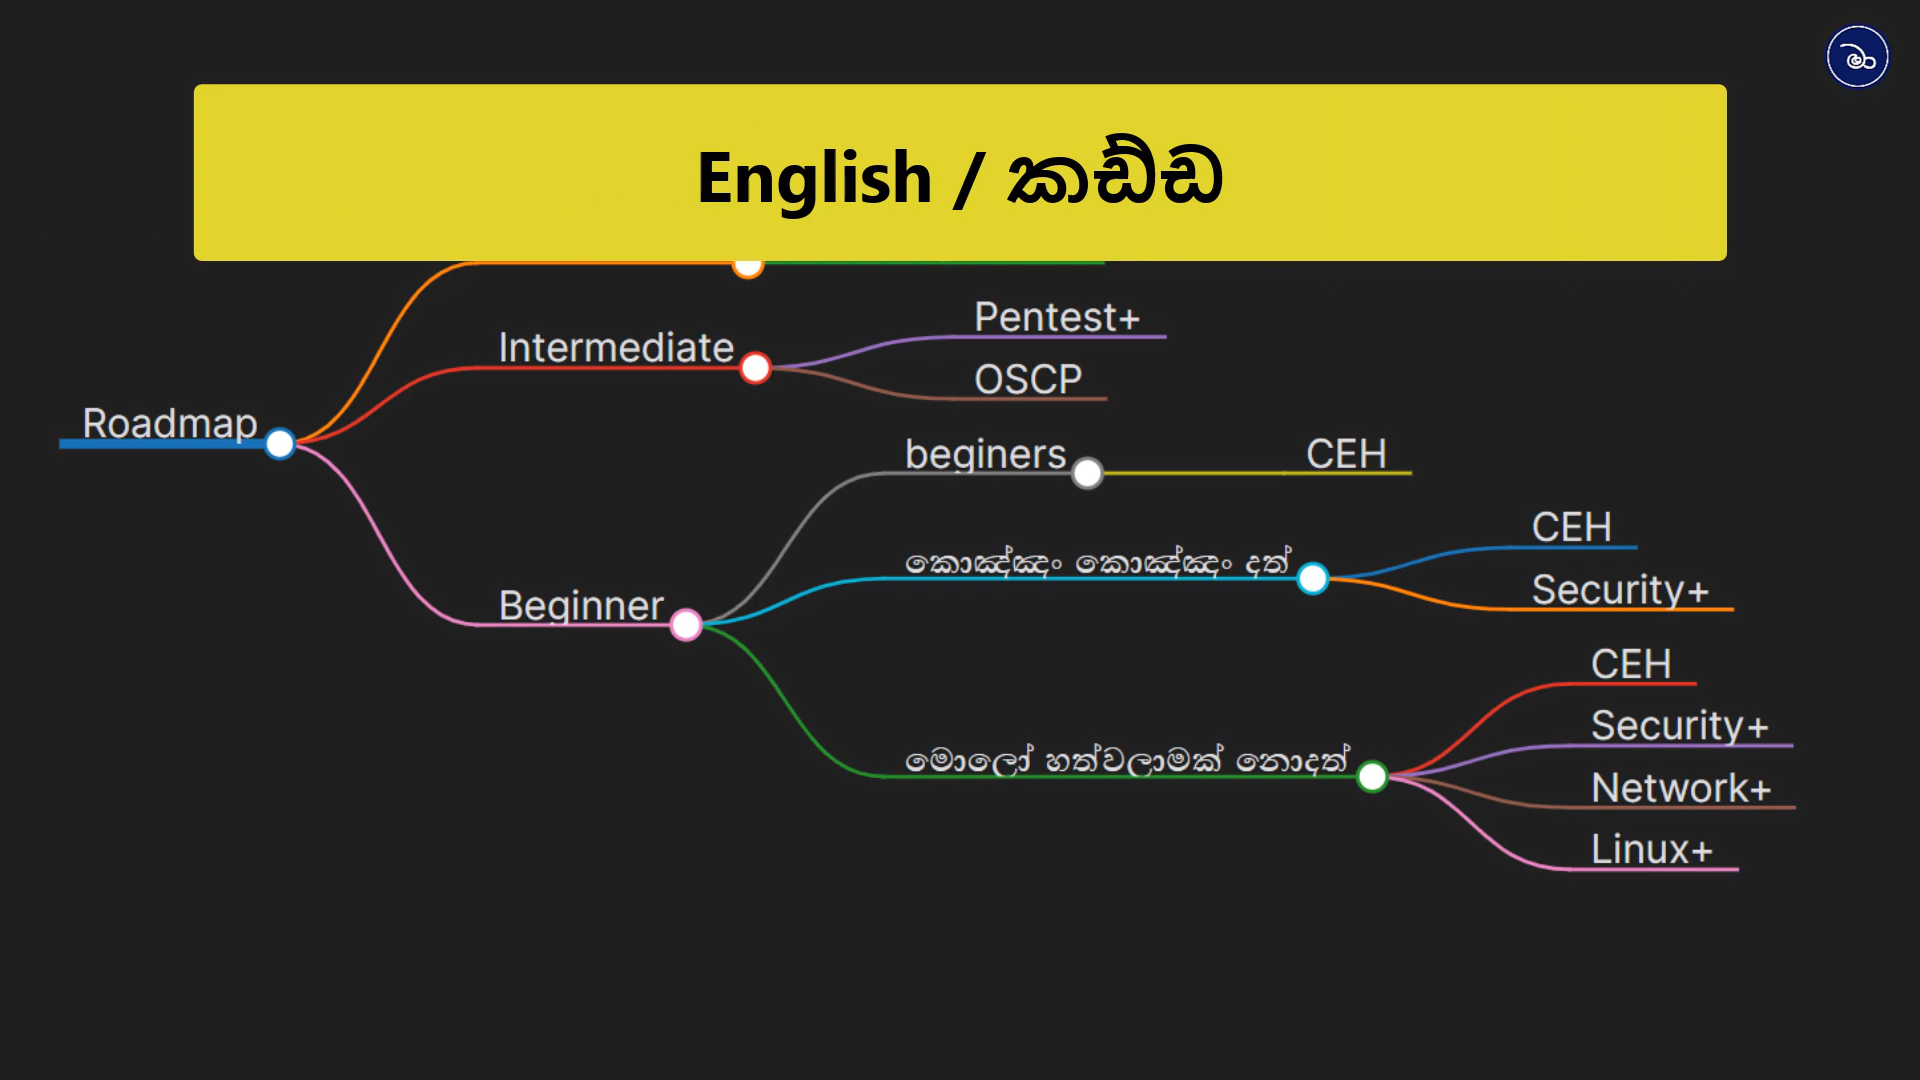 English / කඩ්ඩ
Pentest+
Intermediate
OSCP
Roadmap
beginers
CEH
CEH
කොඤ්ඤං කොඤ්ඤං දත්
Security+
Beginner
CEH
Security+
මොලෝ හත්වලාමක් නොදත්
Network+
Linux+